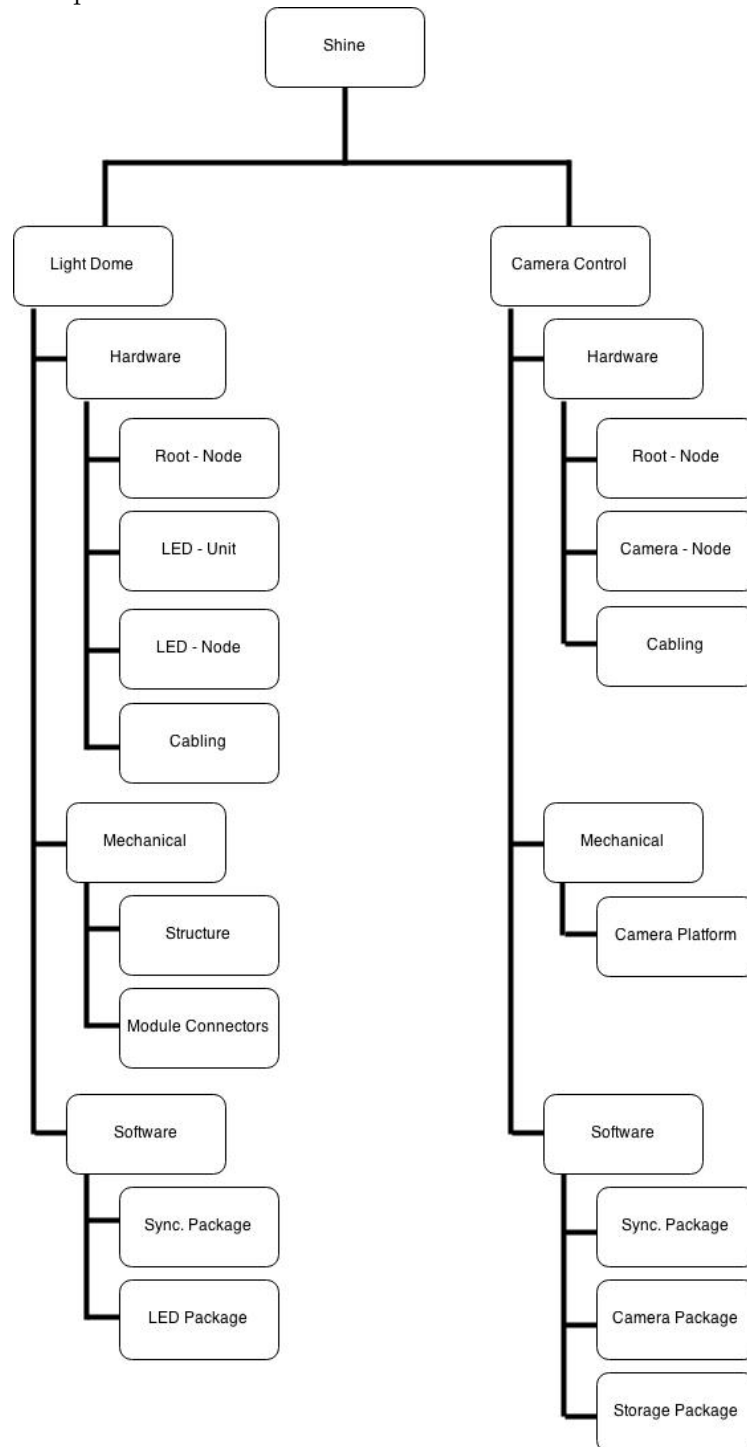 Shine
Light Dome
Hardware
Root - Node
LED - Unit
LED - Node
Cabling
Mechanical
Structure
Module Connectors
Software
Sync. Package
LED Package
Camera Control
Hardware
Root - Node
Camera - Node
Cabling
Mechanical
Camera Platform
Software
Sync. Package
Camera Package
Storage Package